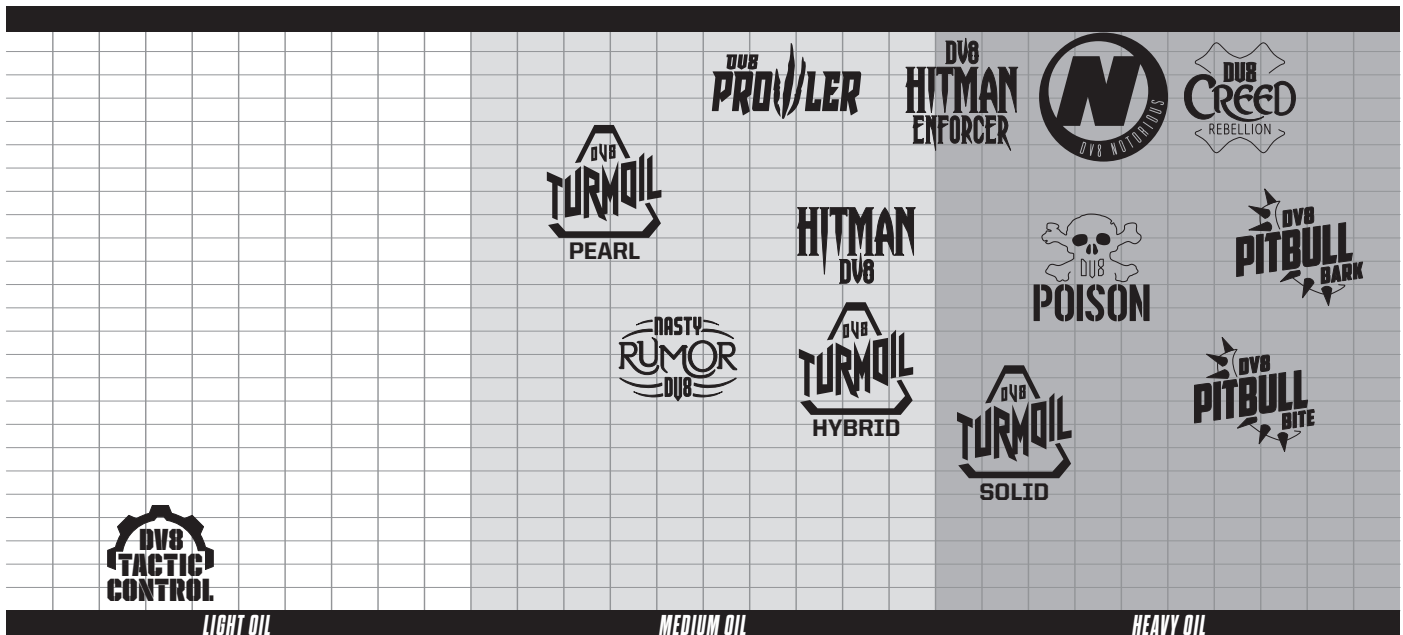 DV8
PROWLER
DV8
HITMAN
ENFORCER
N
DV8 NOTORIOUS
DV8
CREED
REBELLION
DV8
TURMOIL
PEARL
HITMAN
DV8
DV8
POISON
DV8
PITBULL
BARK
NASTY
RUMOR
DV8
DV8
TURMOIL
HYBRID
DV8
TURMOIL
SOLID
DV8
PITBULL
BITE
DV8
TACTIC
CONTROL
LIGHT OIL
MEDIUM OIL
HEAVY OIL